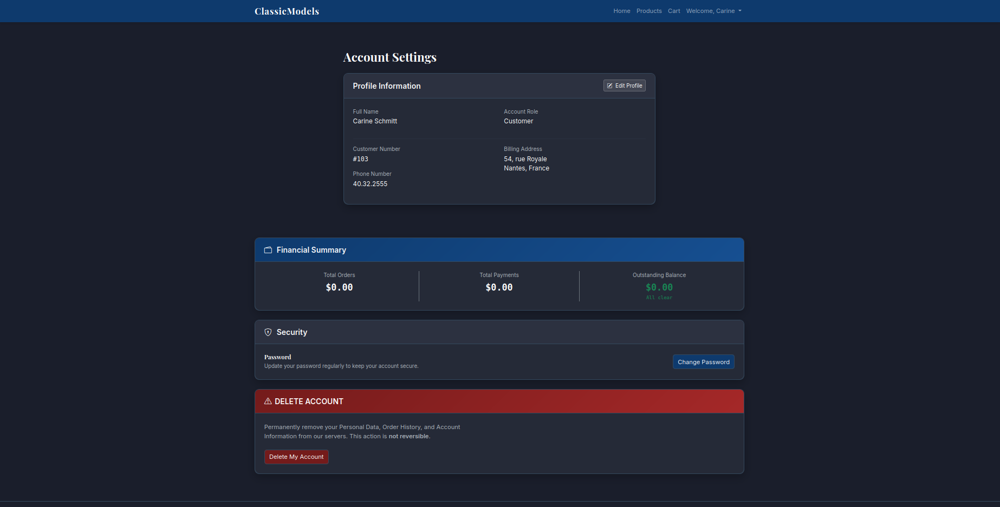 ClassicModels
Home Products Cart Welcome, Carine
Account Settings
Profile Information
Edit Profile
Full Name
Carine Schmitt
Account Role
Customer
Customer Number
#103
Phone Number
40.32.2555
Billing Address
54, rue Royale
Nantes, France
Financial Summary
Total Orders
$0.00
Total Payments
$0.00
Outstanding Balance
$0.00
All clear
Security
Password
Update your password regularly to keep your account secure.
Change Password
DELETE ACCOUNT
Permanently remove your Personal Data, Order History, and Account
Information from our servers. This action is not reversible.
Delete My Account